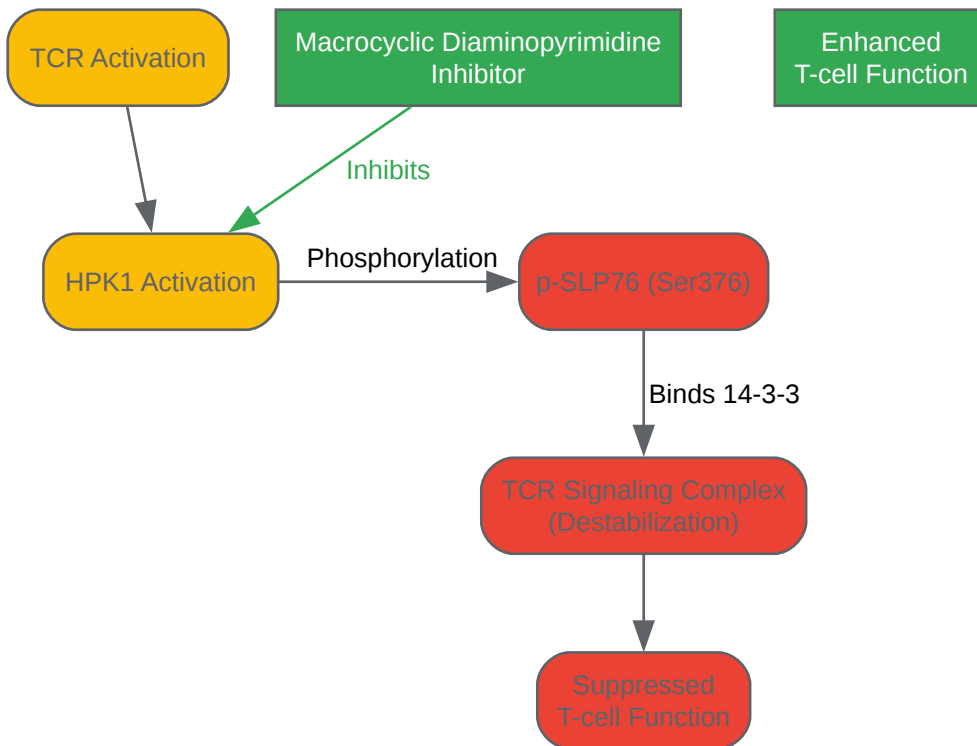 TCR Activation
Macrocyclic Diaminopyrimidine
Inhibitor
Enhanced
T-cell Function
Inhibits
HPK1 Activation
Phosphorylation
p-SLP76 (Ser376)
Binds 14-3-3
TCR Signaling Complex
(Destabilization)
Suppressed
T-cell Function